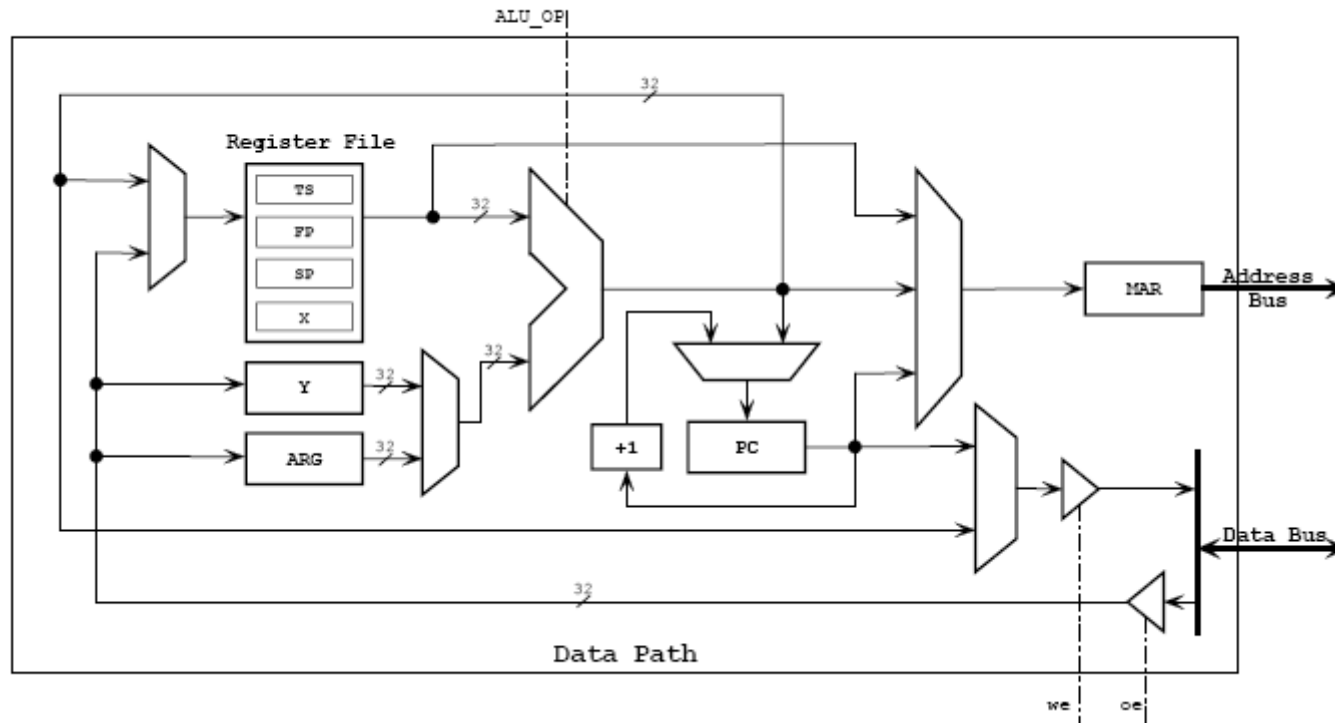 ALU_OP
32
Register File
TS
FP
SP
X
32
Address
Bus
MAR
32
32
Y
32
ARG
+1
PC
Data Bus
32
Data Path
we
oe